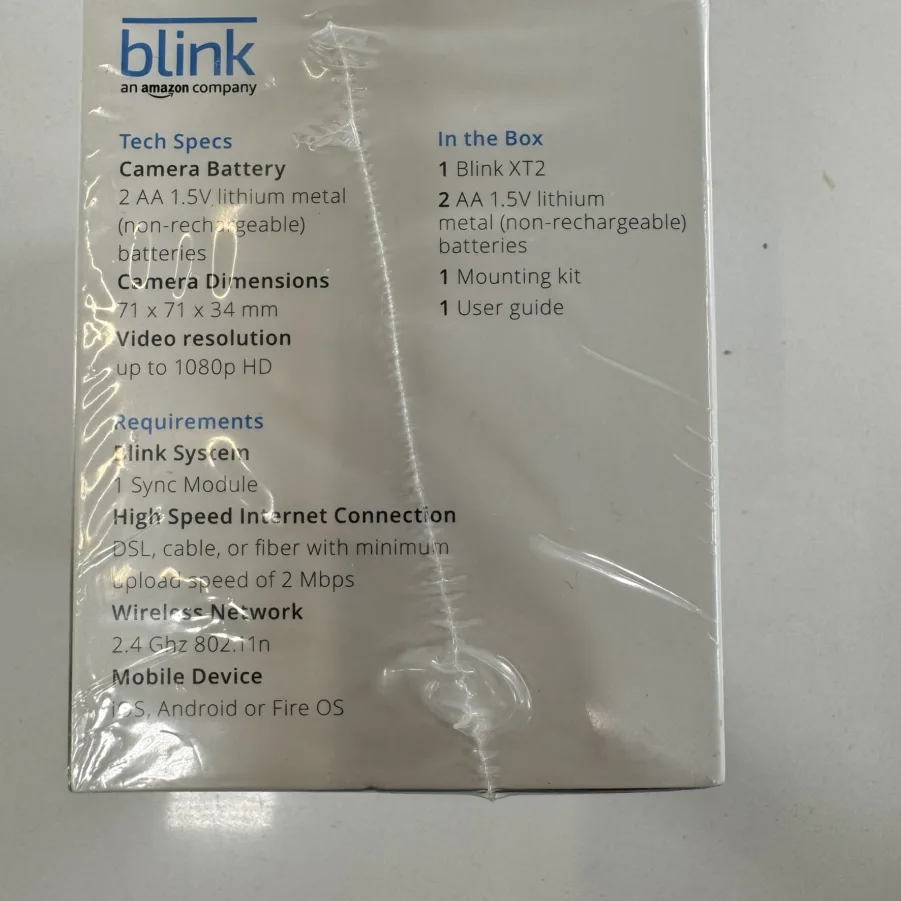 blink
an amazon company
Tech Specs
Camera Battery
2 AA 1.5V lithium metal
(non-rechargeable)
batteries
Camera Dimensions
71 x 71 x 34 mm
Video resolution
up to 1080p HD
Requirements
Blink System
1 Sync Module
High Speed Internet Connection
DSL, cable, or fiber with minimum
upload speed of 2 Mbps
Wireless Network
2.4 Ghz 802.11n
Mobile Device
iOS, Android or Fire OS
In the Box
1 Blink XT2
2 AA 1.5V lithium
metal (non-rechargeable)
batteries
1 Mounting kit
1 User guide